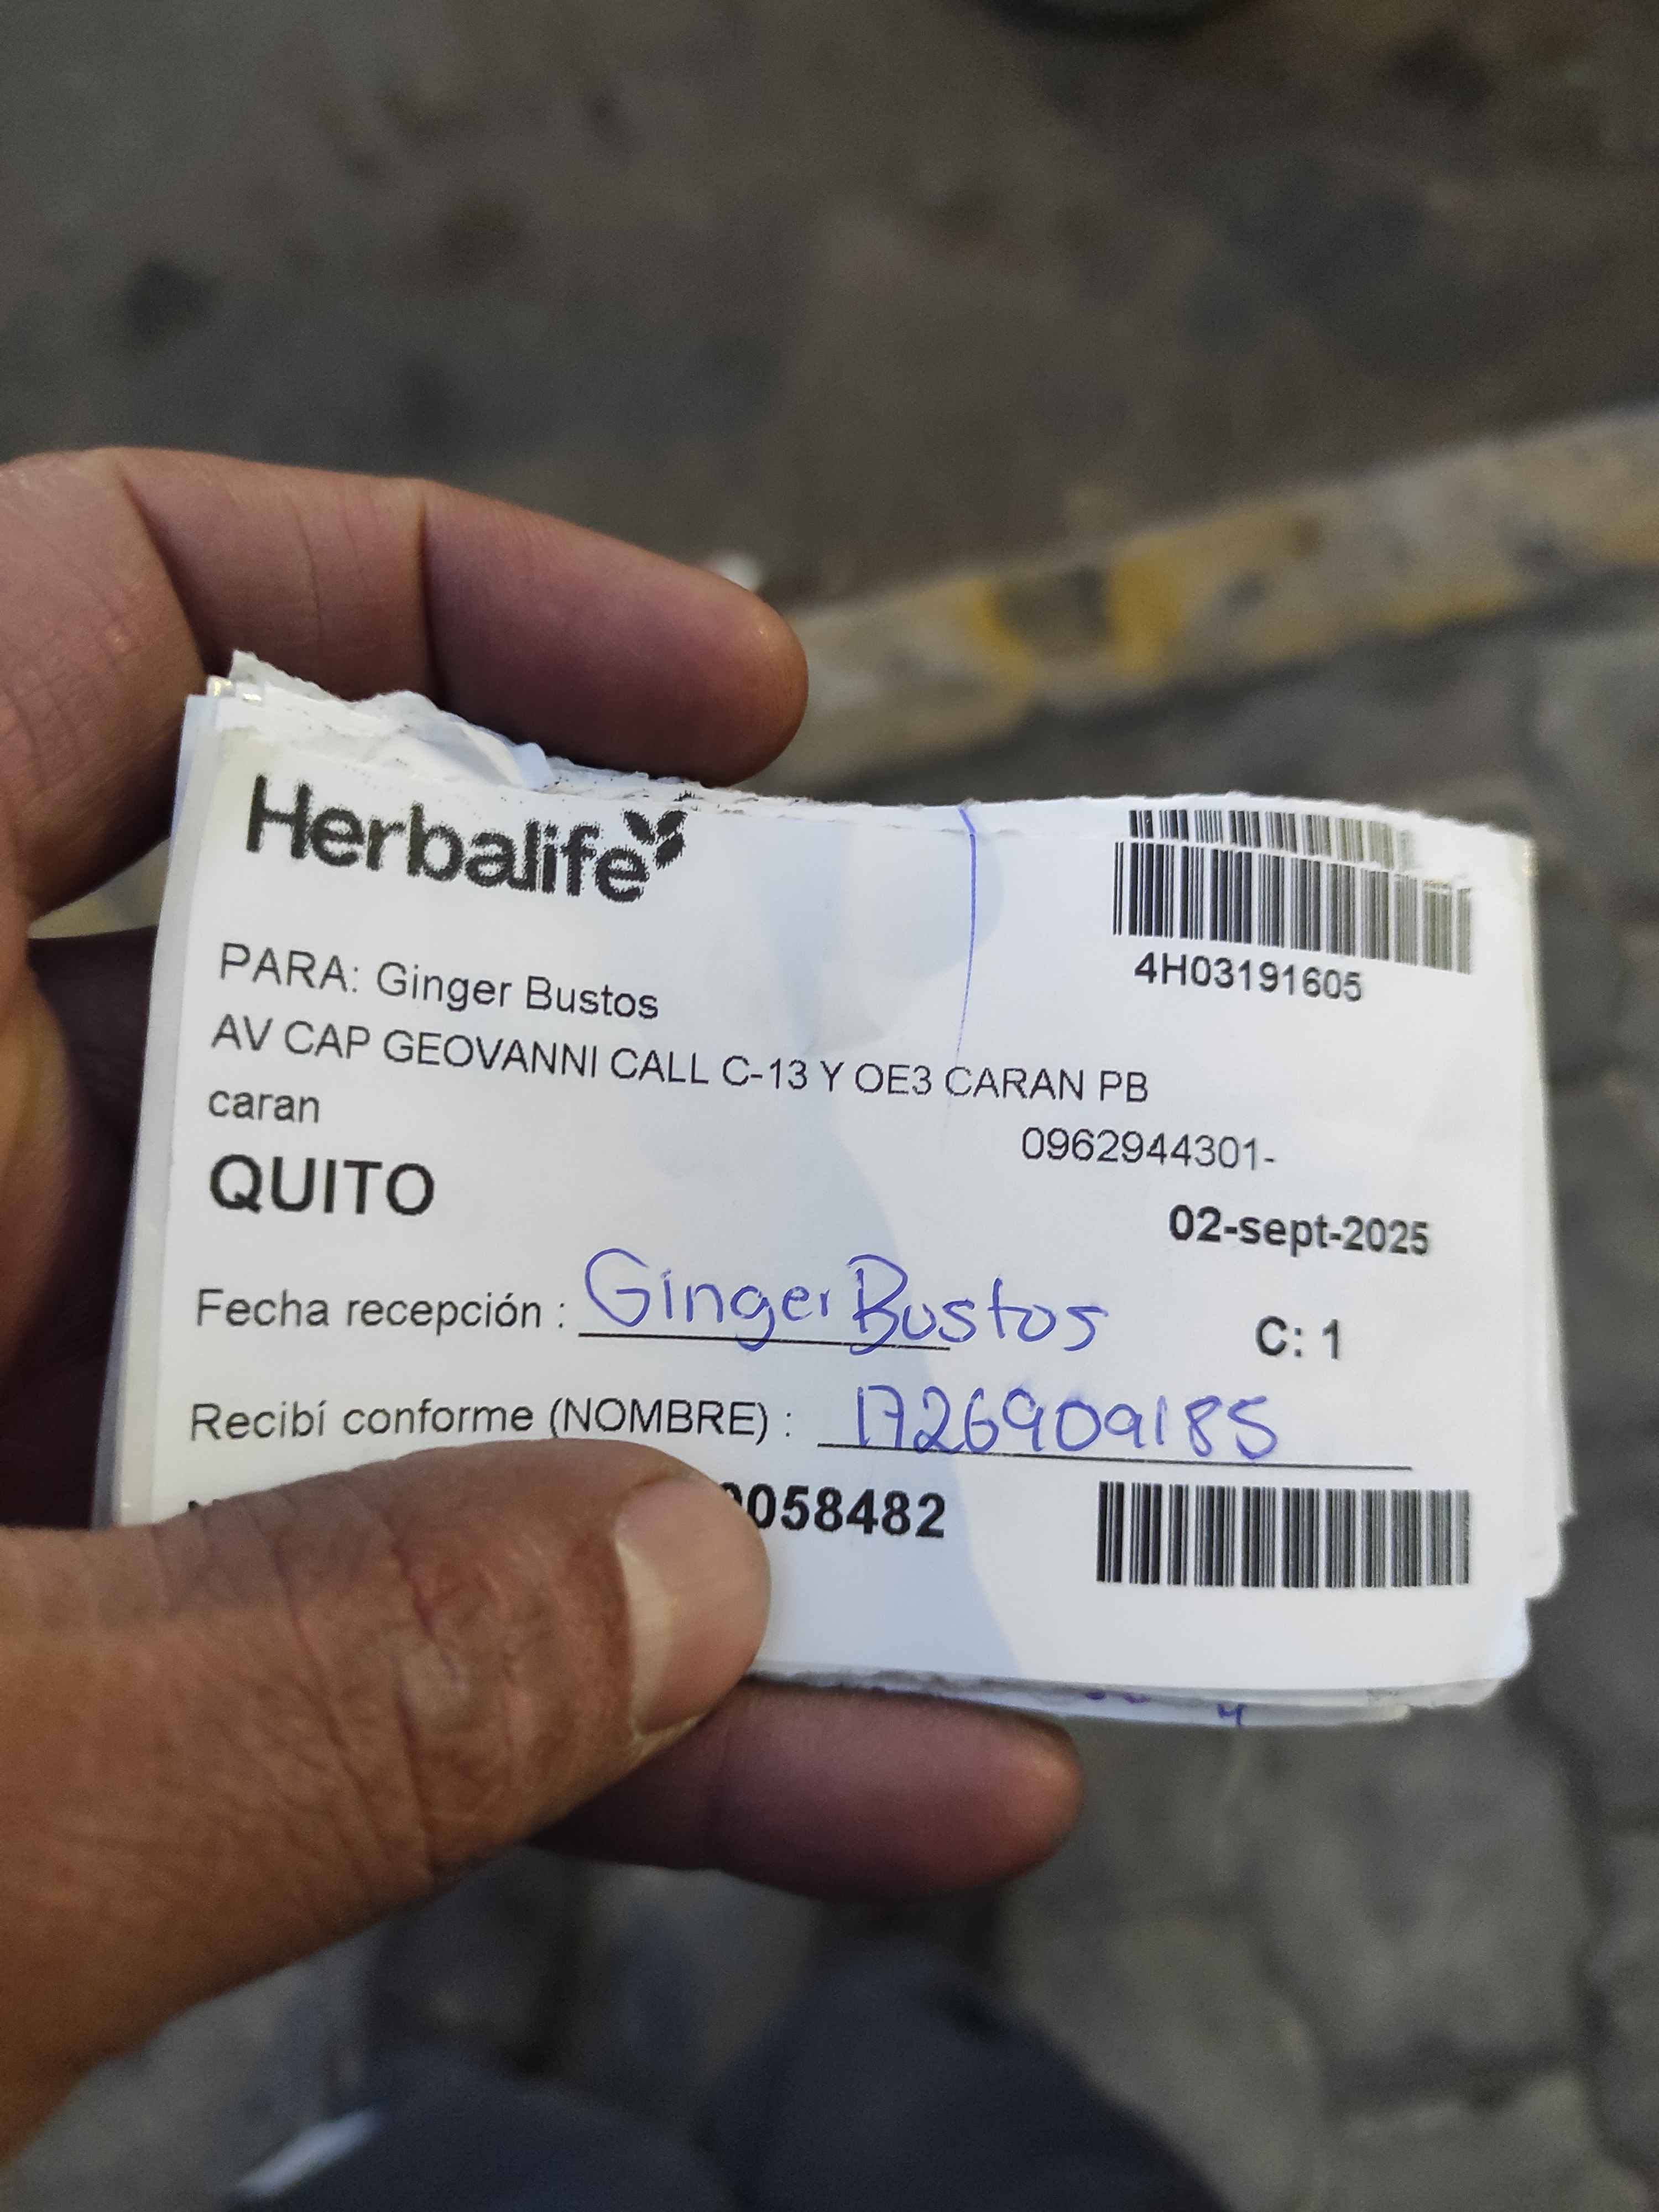 Herbalife
4H03191605
PARA: Ginger Bustos
AV CAP GEOVANNI CALL C-13 Y OE3 CARAN PB
caran
0962944301-
QUITO
02-sept-2025
Fecha recepción : Ginger Bustos
C: 1
Recibí conforme (NOMBRE) : 1726909185
058482